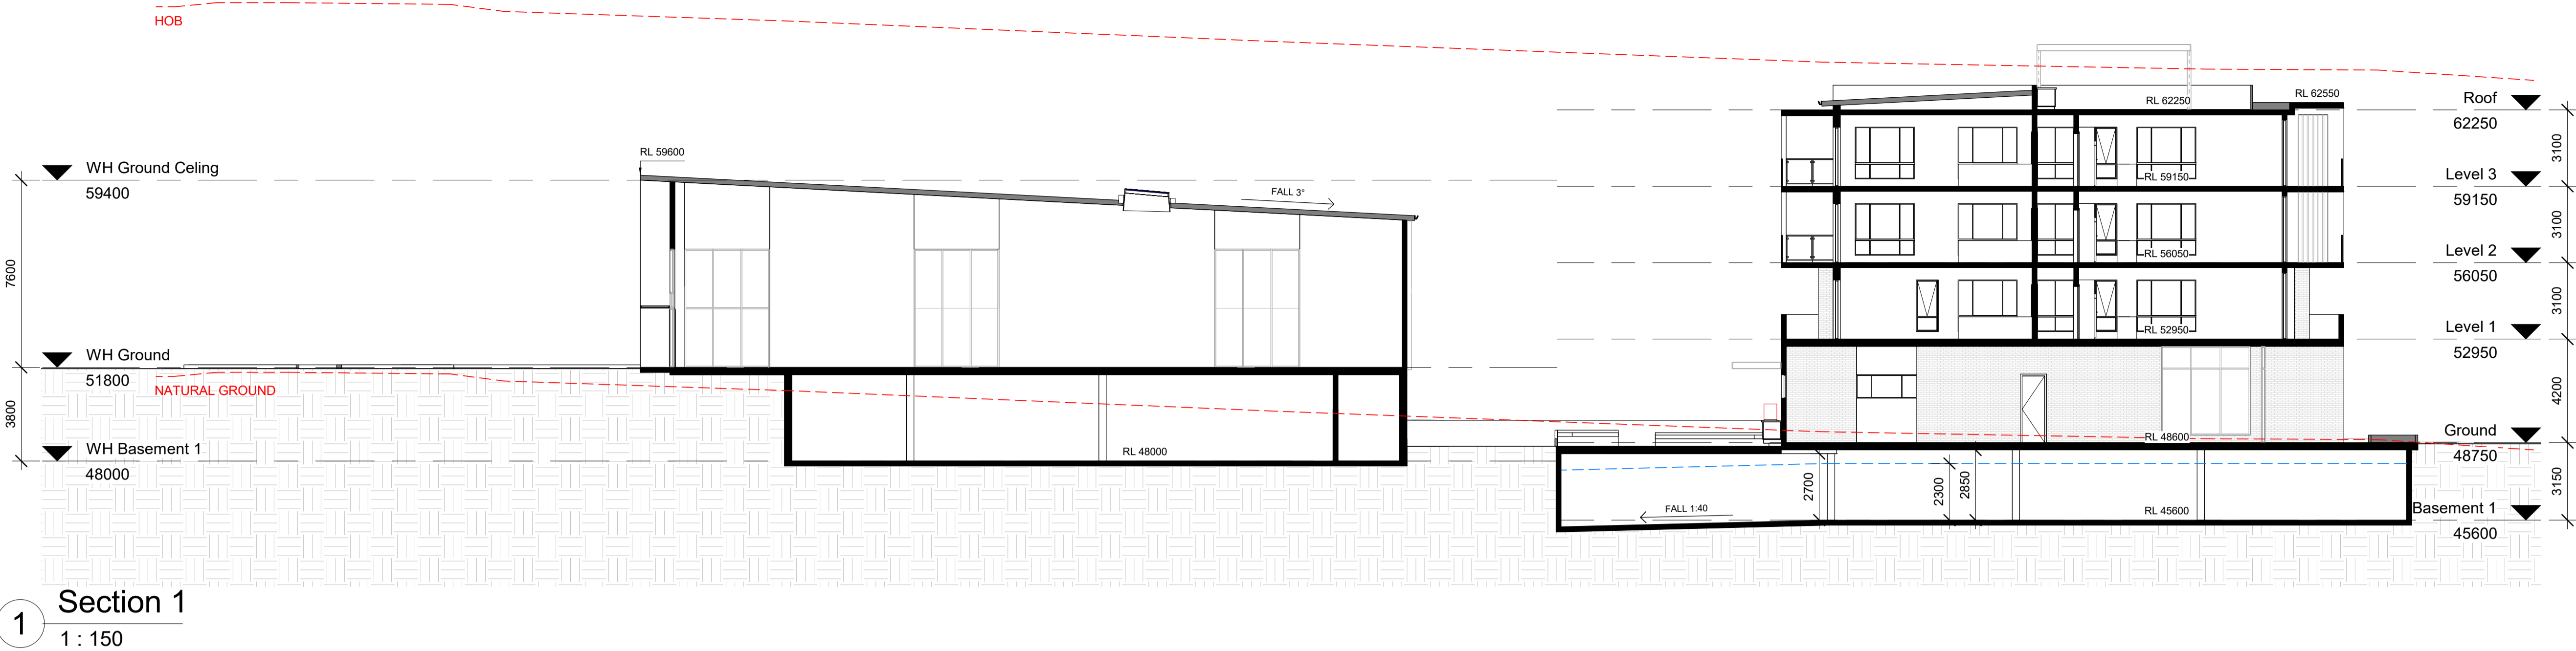 HOB
WH Ground Celing
59400
7600
WH Ground
51800
3800
WH Basement 1
48000
NATURAL GROUND
RL 59600
FALL 3°
RL 48000
RL 62250
RL 62550
RL 59150
RL 56050
RL 52950
RL 48600
2700
2300
2850
FALL 1:40
RL 45600
Roof
62250
3100
Level 3
59150
3100
Level 2
56050
3100
Level 1
52950
4200
Ground
48750
3150
Basement 1
45600
1
Section 1
1 : 150